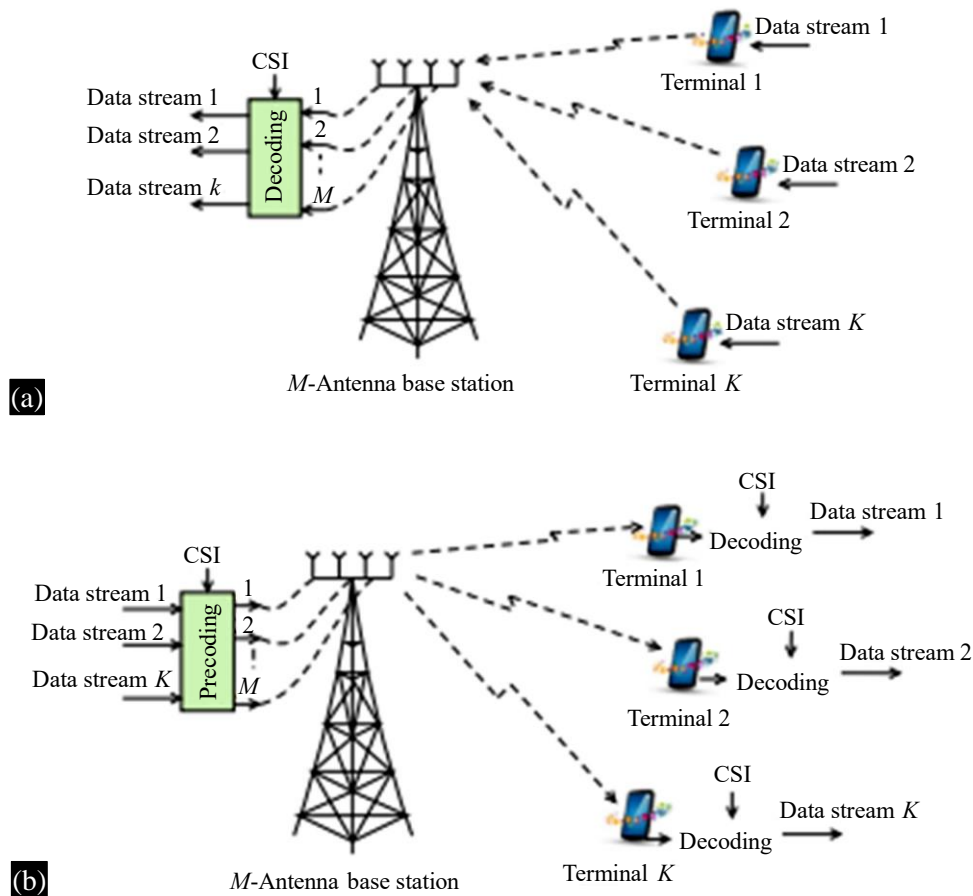 CSI
Data stream 1
Data stream 2
Data stream k
Decoding
1
2
M
M-Antenna base station
Data stream 1
Terminal 1
Data stream 2
Terminal 2
Data stream K
Terminal K
(a)
CSI
Data stream 1
Data stream 2
Data stream K
Precoding
1
2
M
M-Antenna base station
CSI
Data stream 1
Decoding
Terminal 1
CSI
Data stream 2
Decoding
Terminal 2
CSI
Data stream K
Decoding
Terminal K
(b)